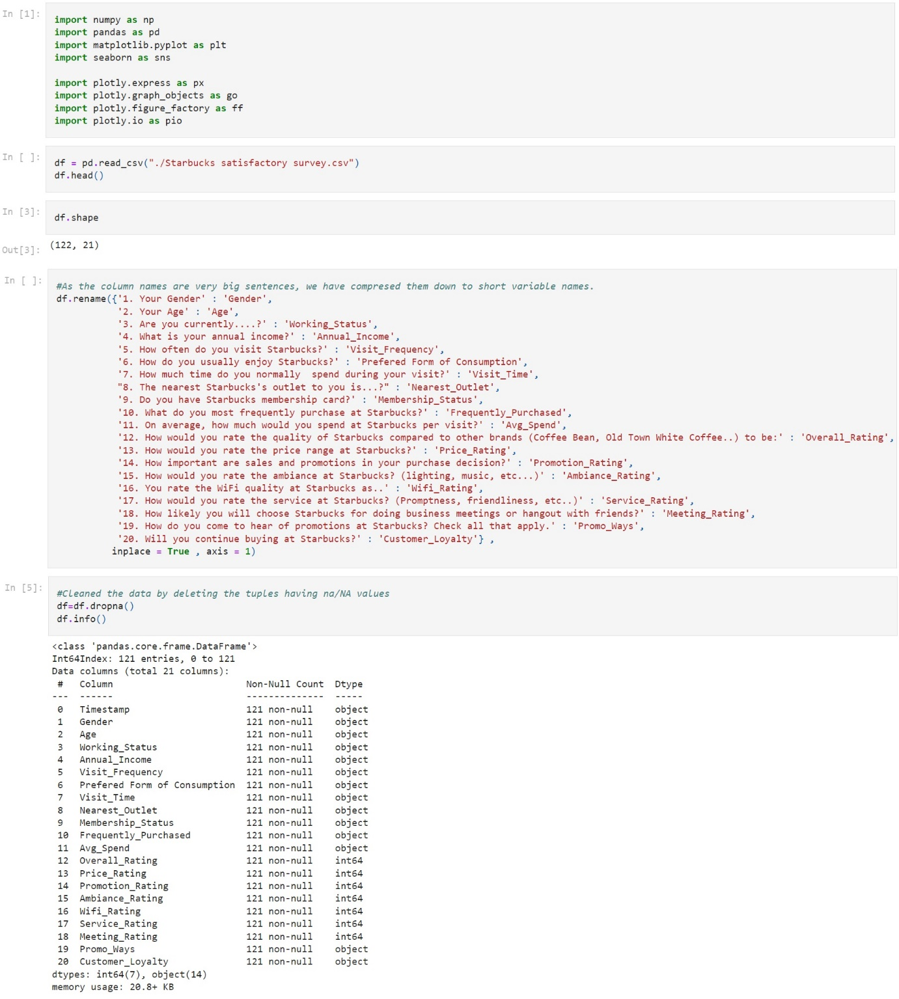 In [1]:
import numpy as np
import pandas as pd
import matplotlib.pyplot as plt
import seaborn as sns
import plotly.express as px
import plotly.graph_objects as go
import plotly.figure_factory as ff
import plotly.io as pio
In [ ]:
df = pd.read_csv("./Starbucks satisfactory survey.csv")
df.head()
In [3]:
df.shape
Out[3]:
(122, 21)
In [ ]:
#As the column names are very big sentences, we have compresed them down to short variable names.
df.rename({'1. Your Gender' : 'Gender',
'2. Your Age' : 'Age',
'3. Are you currently....?' : 'Working_Status',
'4. What is your annual income?' : 'Annual_Income',
'5. How often do you visit Starbucks?' : 'Visit_Frequency',
'6. How do you usually enjoy Starbucks?' : 'Prefered Form of Consumption',
'7. How much time do you normally  spend during your visit?' : 'Visit_Time',
"8. The nearest Starbucks's outlet to you is...?" : 'Nearest_Outlet',
'9. Do you have Starbucks membership card?' : 'Membership_Status',
'10. What do you most frequently purchase at Starbucks?' : 'Frequently_Purchased',
'11. On average, how much would you spend at Starbucks per visit?' : 'Avg_Spend',
'12. How would you rate the quality of Starbucks compared to other brands (Coffee Bean, Old Town White Coffee..) to be:' : 'Overall_Rating',
'13. How would you rate the price range at Starbucks?' : 'Price_Rating',
'14. How important are sales and promotions in your purchase decision?' : 'Promotion_Rating',
'15. How would you rate the ambiance at Starbucks? (lighting, music, etc...)' : 'Ambiance_Rating',
'16. You rate the WiFi quality at Starbucks as..' : 'Wifi_Rating',
'17. How would you rate the service at Starbucks? (Promptness, friendliness, etc..)' : 'Service_Rating',
'18. How likely you will choose Starbucks for doing business meetings or hangout with friends?' : 'Meeting_Rating',
'19. How do you come to hear of promotions at Starbucks? Check all that apply.' : 'Promo_Ways',
'20. Will you continue buying at Starbucks?' : 'Customer_Loyalty'} ,
inplace = True , axis = 1)
In [5]:
#Cleaned the data by deleting the tuples having na/NA values
df=df.dropna()
df.info()
<class 'pandas.core.frame.DataFrame'>
Int64Index: 121 entries, 0 to 121
Data columns (total 21 columns):
#   Column                        Non-Null Count  Dtype
---  ------                        --------------  -----
0   Timestamp                     121 non-null    object
1   Gender                        121 non-null    object
2   Age                           121 non-null    object
3   Working_Status                121 non-null    object
4   Annual_Income                 121 non-null    object
5   Visit_Frequency               121 non-null    object
6   Prefered Form of Consumption  121 non-null    object
7   Visit_Time                    121 non-null    object
8   Nearest_Outlet                121 non-null    object
9   Membership_Status             121 non-null    object
10  Frequently_Purchased          121 non-null    object
11  Avg_Spend                     121 non-null    object
12  Overall_Rating                121 non-null    int64
13  Price_Rating                  121 non-null    int64
14  Promotion_Rating              121 non-null    int64
15  Ambiance_Rating               121 non-null    int64
16  Wifi_Rating                   121 non-null    int64
17  Service_Rating                121 non-null    int64
18  Meeting_Rating                121 non-null    int64
19  Promo_Ways                    121 non-null    object
20  Customer_Loyalty              121 non-null    object
dtypes: int64(7), object(14)
memory usage: 20.8+ KB